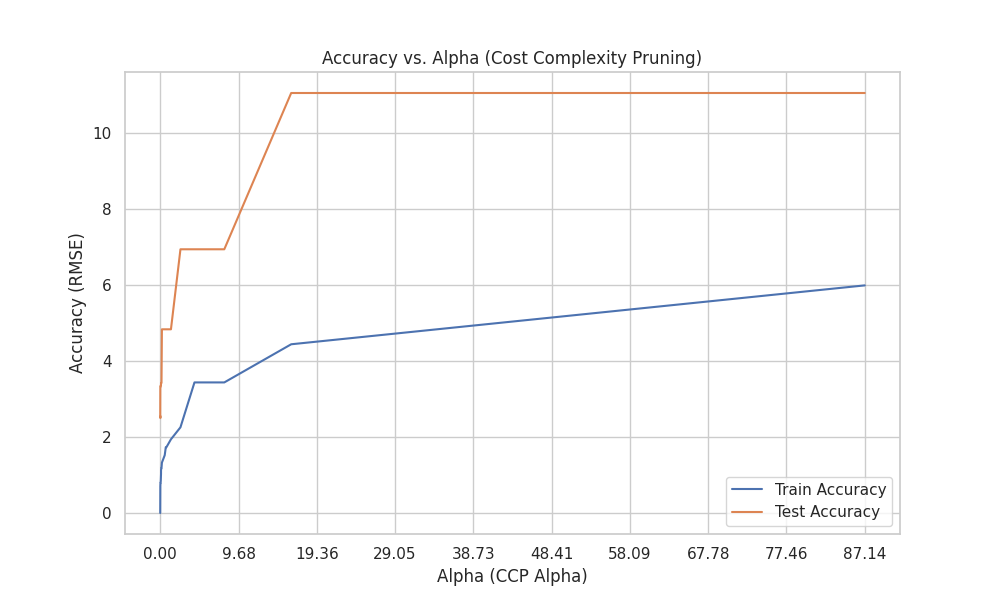 Accuracy vs. Alpha (Cost Complexity Pruning)
Accuracy (RMSE)
10
8
6
4
2
0
Train Accuracy
Test Accuracy
0.00 9.68 19.36 29.05 38.73 48.41 58.09 67.78 77.46 87.14
Alpha (CCP Alpha)